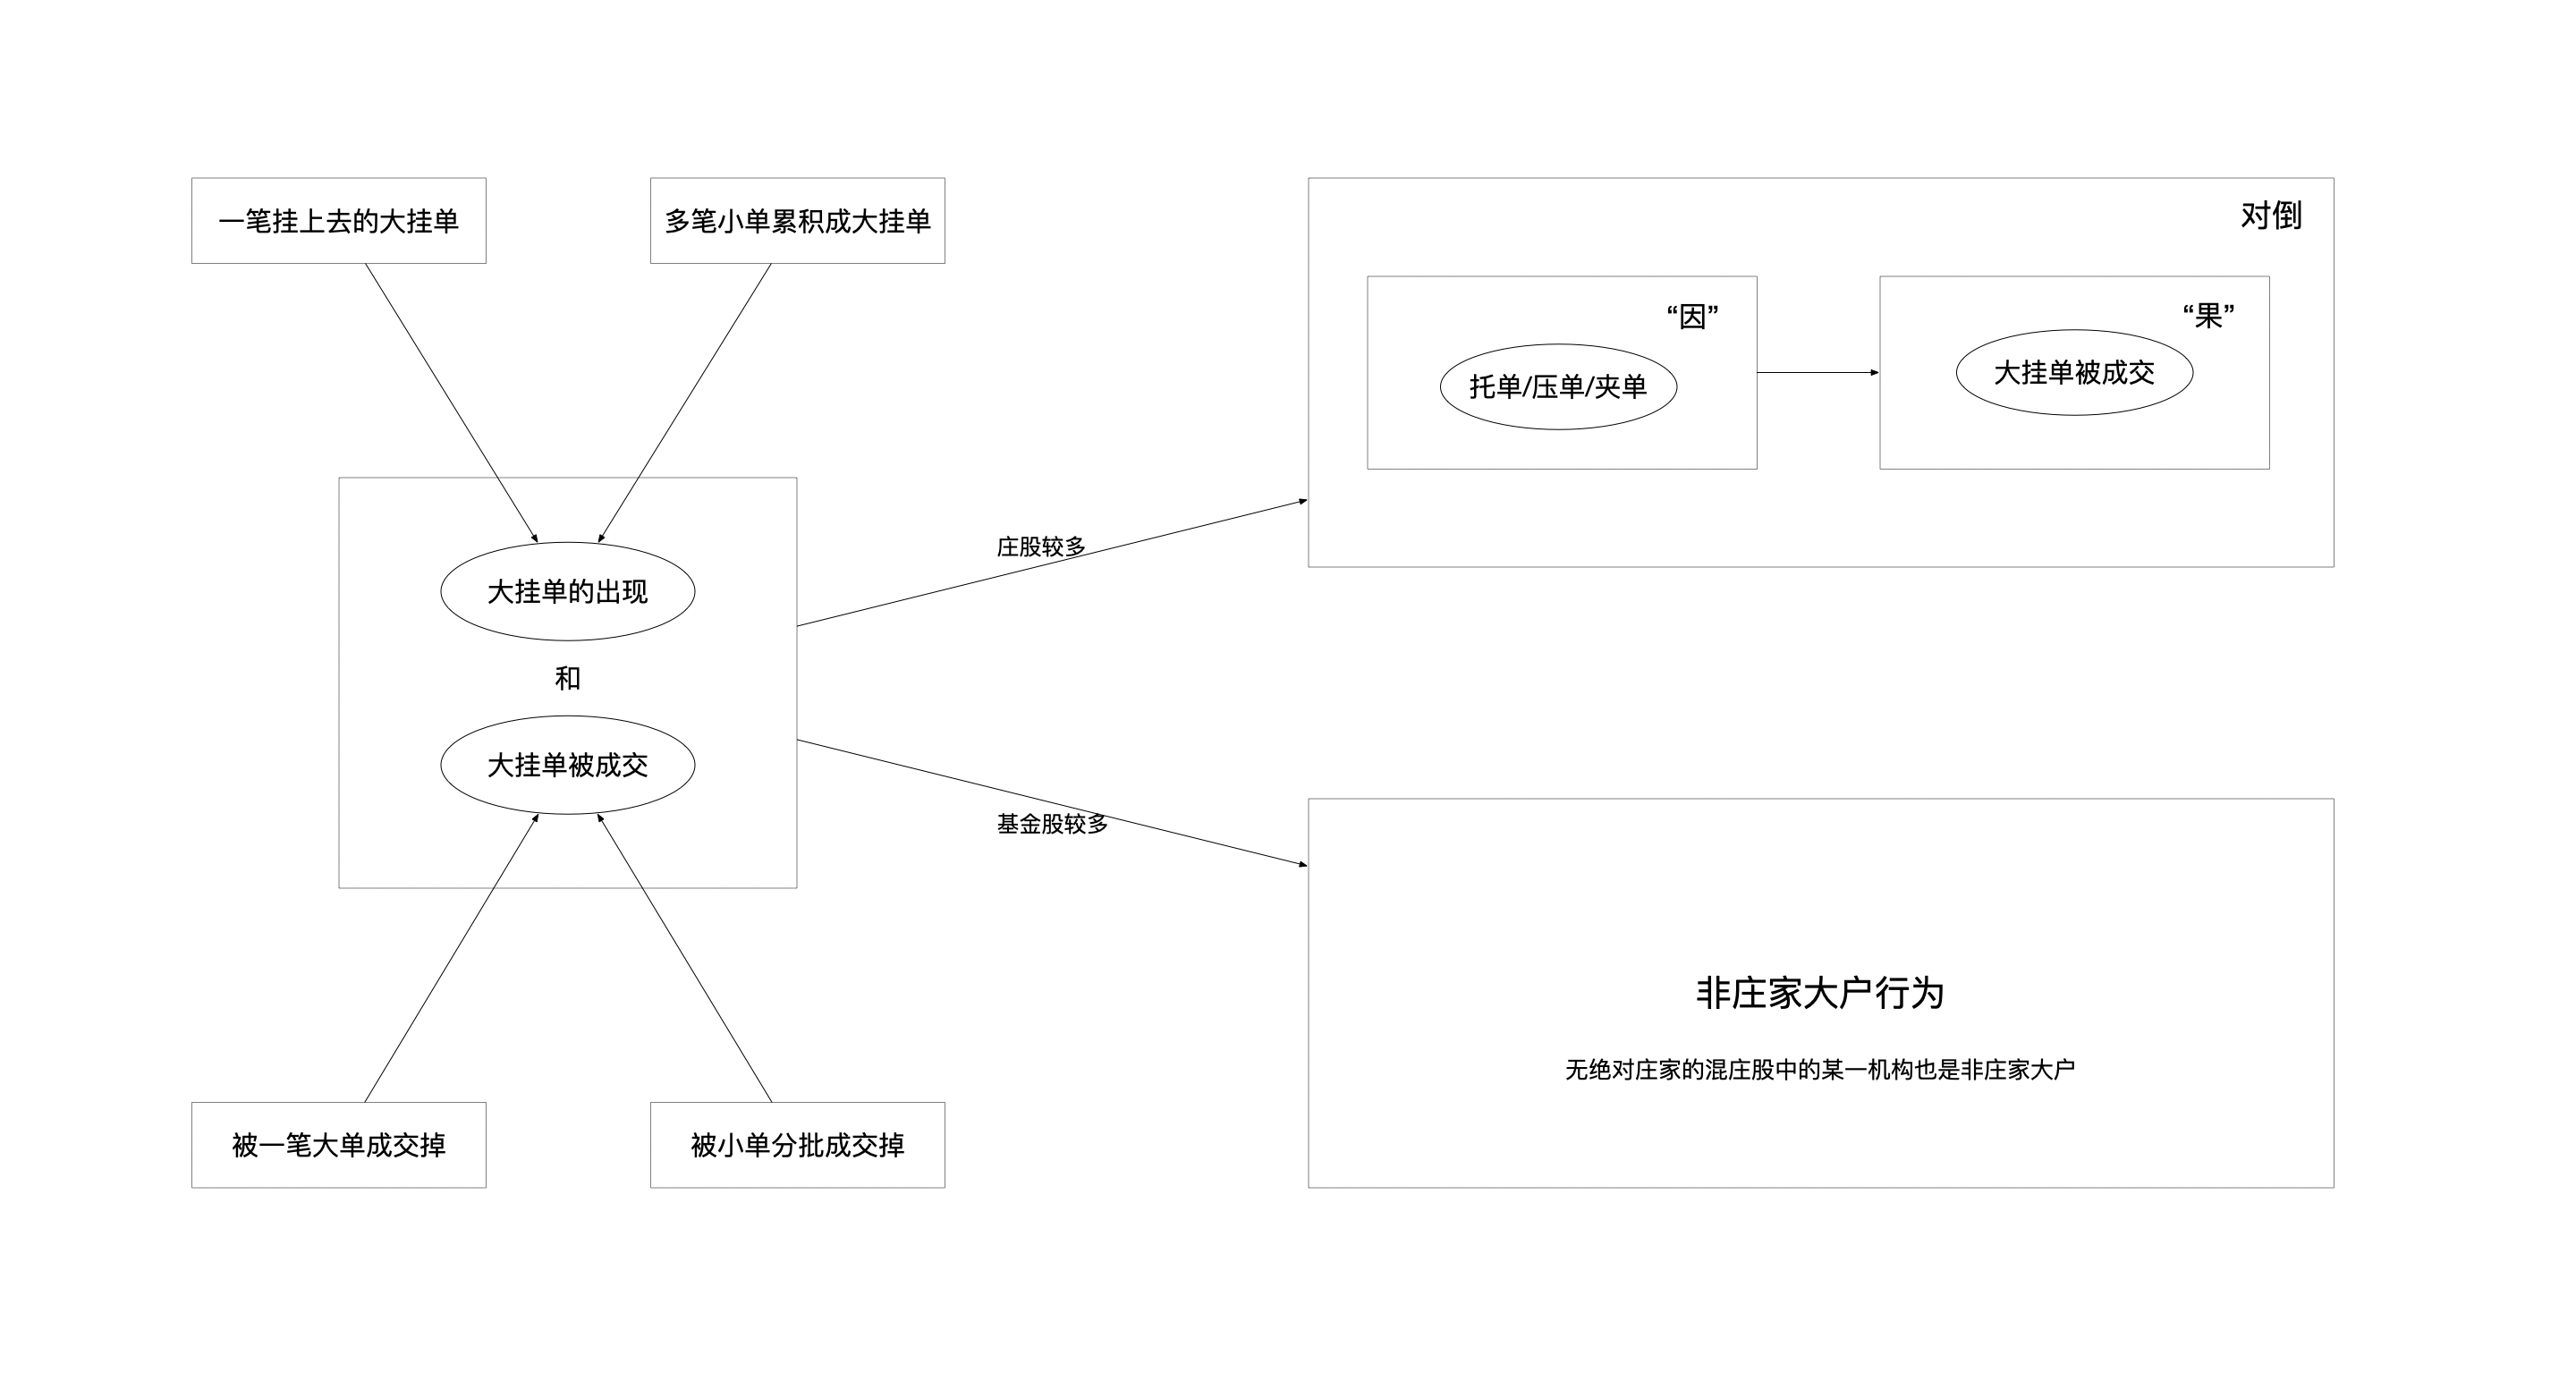 一笔挂上去的大挂单
多笔小单累积成大挂单
大挂单的出现
和
大挂单被成交
被一笔大单成交掉
被小单分批成交掉
庄股较多
基金股较多
对倒
“因”
托单/压单/夹单
“果”
大挂单被成交
非庄家大户行为
无绝对庄家的混庄股中的某一机构也是非庄家大户